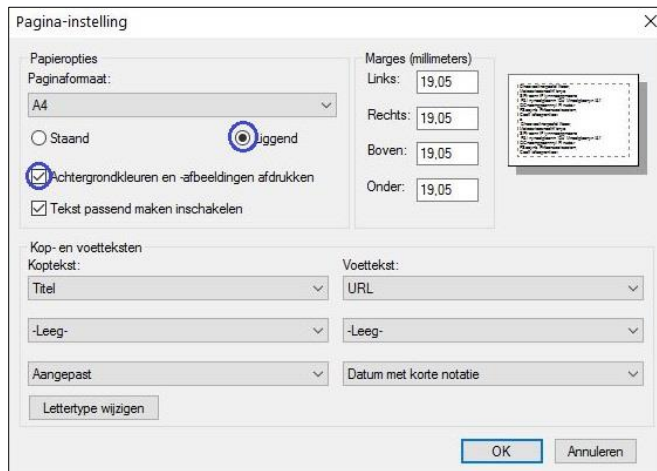 Pagina-instelling
Papieropties
Paginaformaat:
A4
Staand
Liggend
Achtergrondkleuren en -afbeeldingen afdrukken
Tekst passend maken inschakelen
Marges (millimeters)
Links: 19,05
Rechts: 19,05
Boven: 19,05
Onder: 19,05
Kop- en voetteksten
Koptekst:
Titel
-Leeg-
Aangepast
Voettekst:
URL
-Leeg-
Datum met korte notatie
Lettertype wijzigen
OK
Annuleren